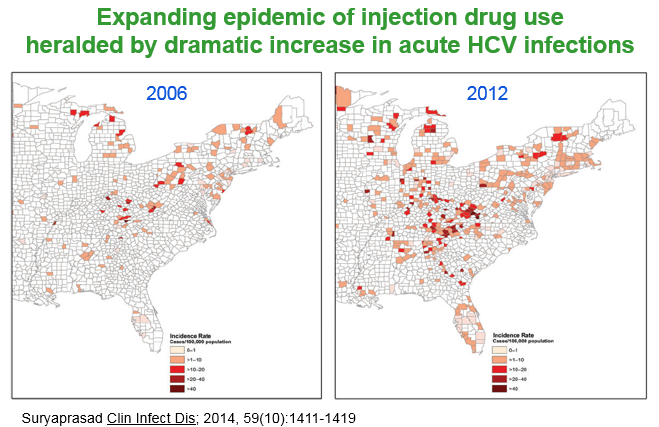 Expanding epidemic of injection drug use
heralded by dramatic increase in acute HCV infections
2006
2012
Incidence Rate
Cases/100,000 population
0–1
>1–10
>10–20
>20–40
>40
Incidence Rate
Cases/100,000 population
0–1
>1–10
>10–20
>20–40
>40
Suryaprasad Clin Infect Dis; 2014, 59(10):1411-1419